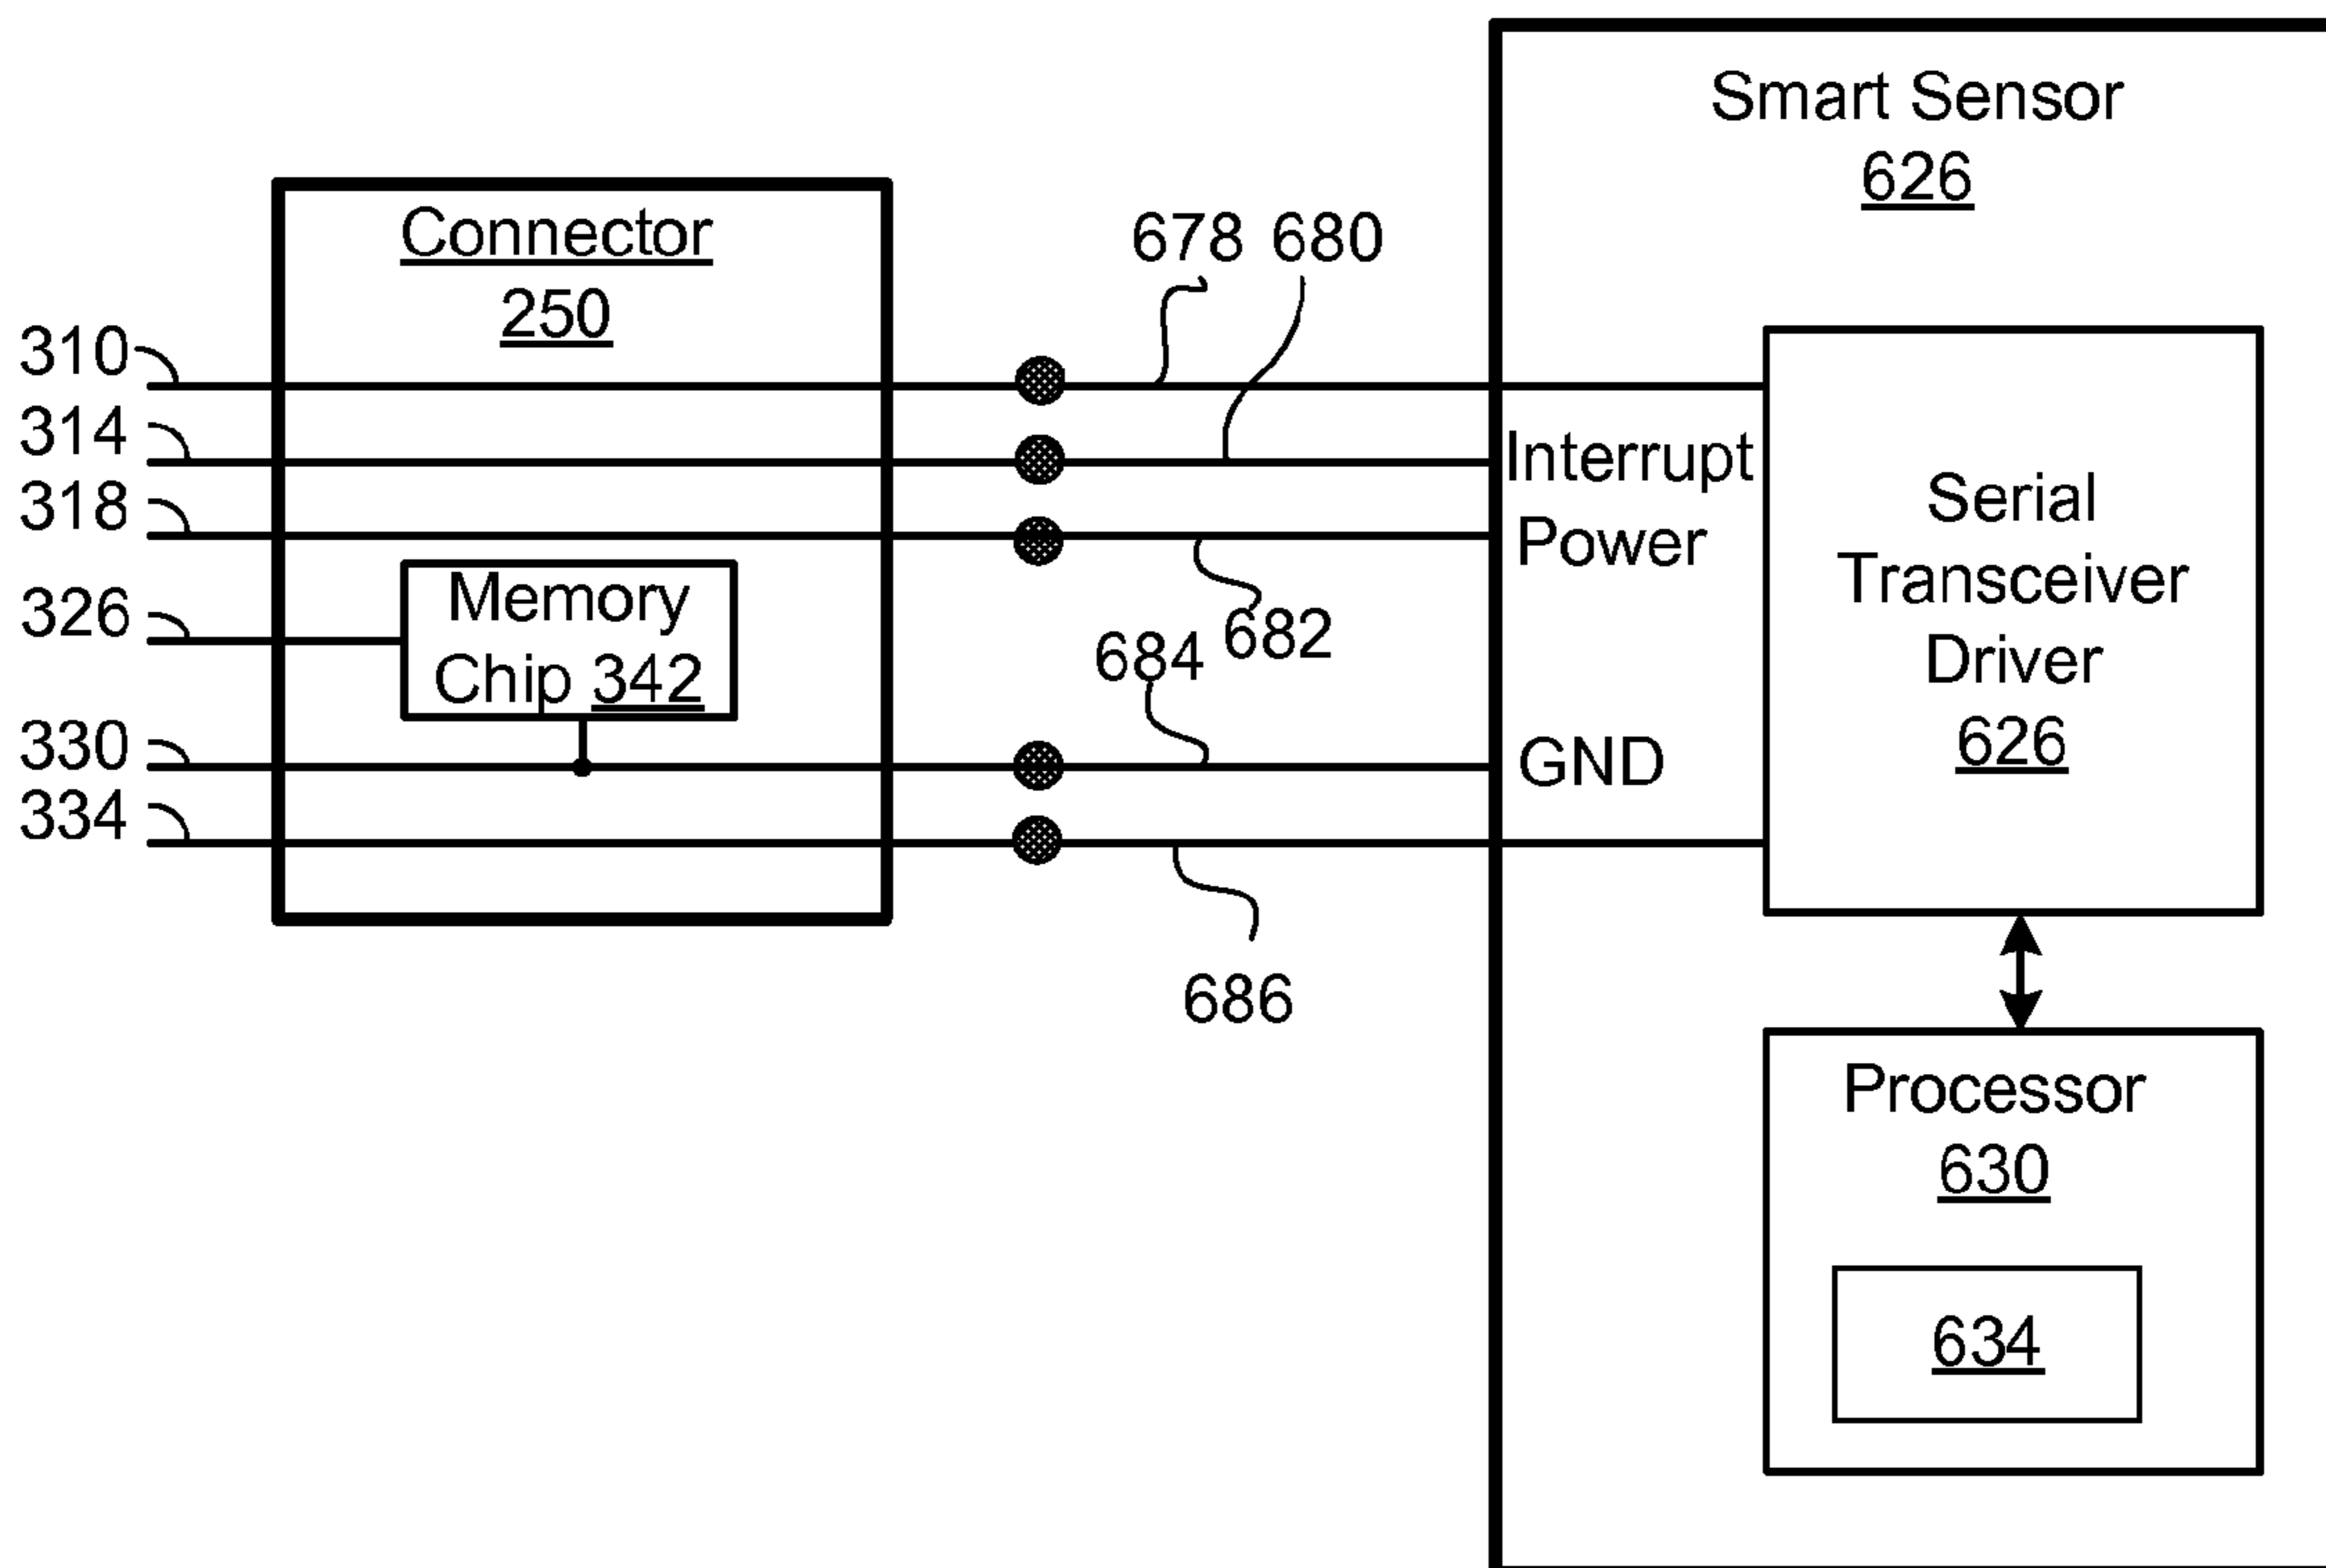 Smart Sensor
626
Connector
250
678 680
310
314
318
326
330
334
Memory
Chip 342
682
684
686
Interrupt
Power
GND
Serial
Transceiver
Driver
626
Processor
630
634